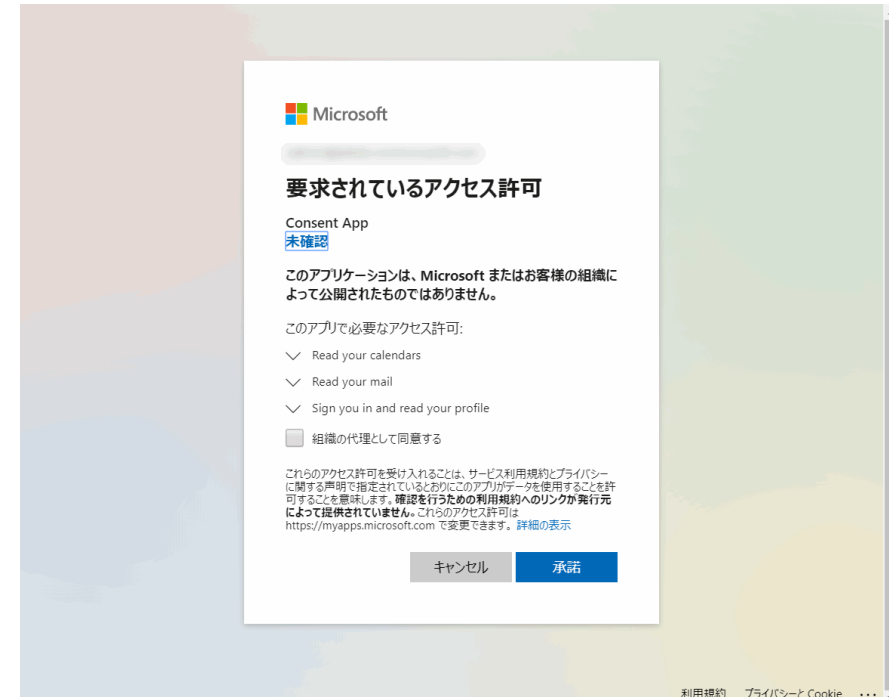 Microsoft
要求されているアクセス許可
Consent App
未確認
このアプリケーションは、Microsoft またはお客様の組織に
よって公開されたものではありません。
このアプリで必要なアクセス許可:
Read your calendars
Read your mail
Sign you in and read your profile
組織の代理として同意する
これらのアクセス許可を受け入れることは、サービス利用規約とプライバシー
に関する声明で指定されているとおりにこのアプリがデータを使用することを許
可することを意味します。確認を行うための利用規約へのリンクが発行元
によって提供されていません。これらのアクセス許可は
https://myapps.microsoft.com で変更できます。 詳細の表示
キャンセル 承諾
利用規約 プライバシーと Cookie ...